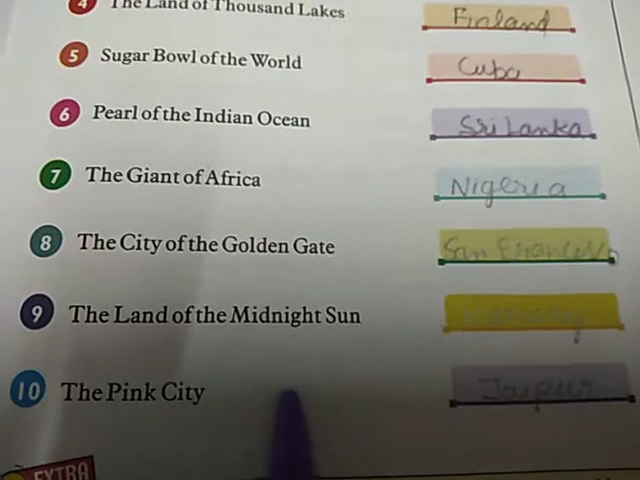 4 The Land of Thousand Lakes Finland
5 Sugar Bowl of the World Cuba
6 Pearl of the Indian Ocean Sri Lanka
7 The Giant of Africa Nigeria
8 The City of the Golden Gate San
9 The Land of the Midnight Sun
10 The Pink City Jaipur
EXTRA